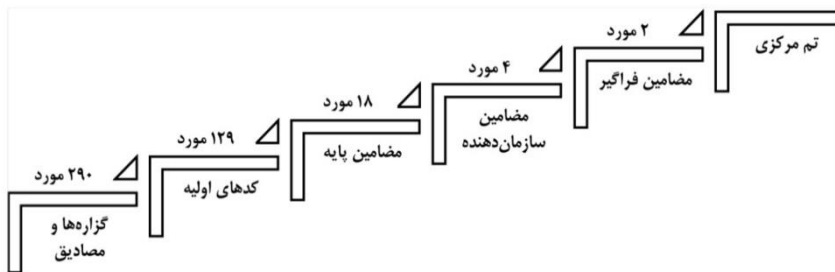 ۲۹۰ مورد
گزاره‌ها و
مصادیق
۱۲۹ مورد
کدهای اولیه
۱۸ مورد
مضامین پایه
۴ مورد
مضامین
سازمان‌دهنده
۲ مورد
مضامین فراگیر
تم مرکزی